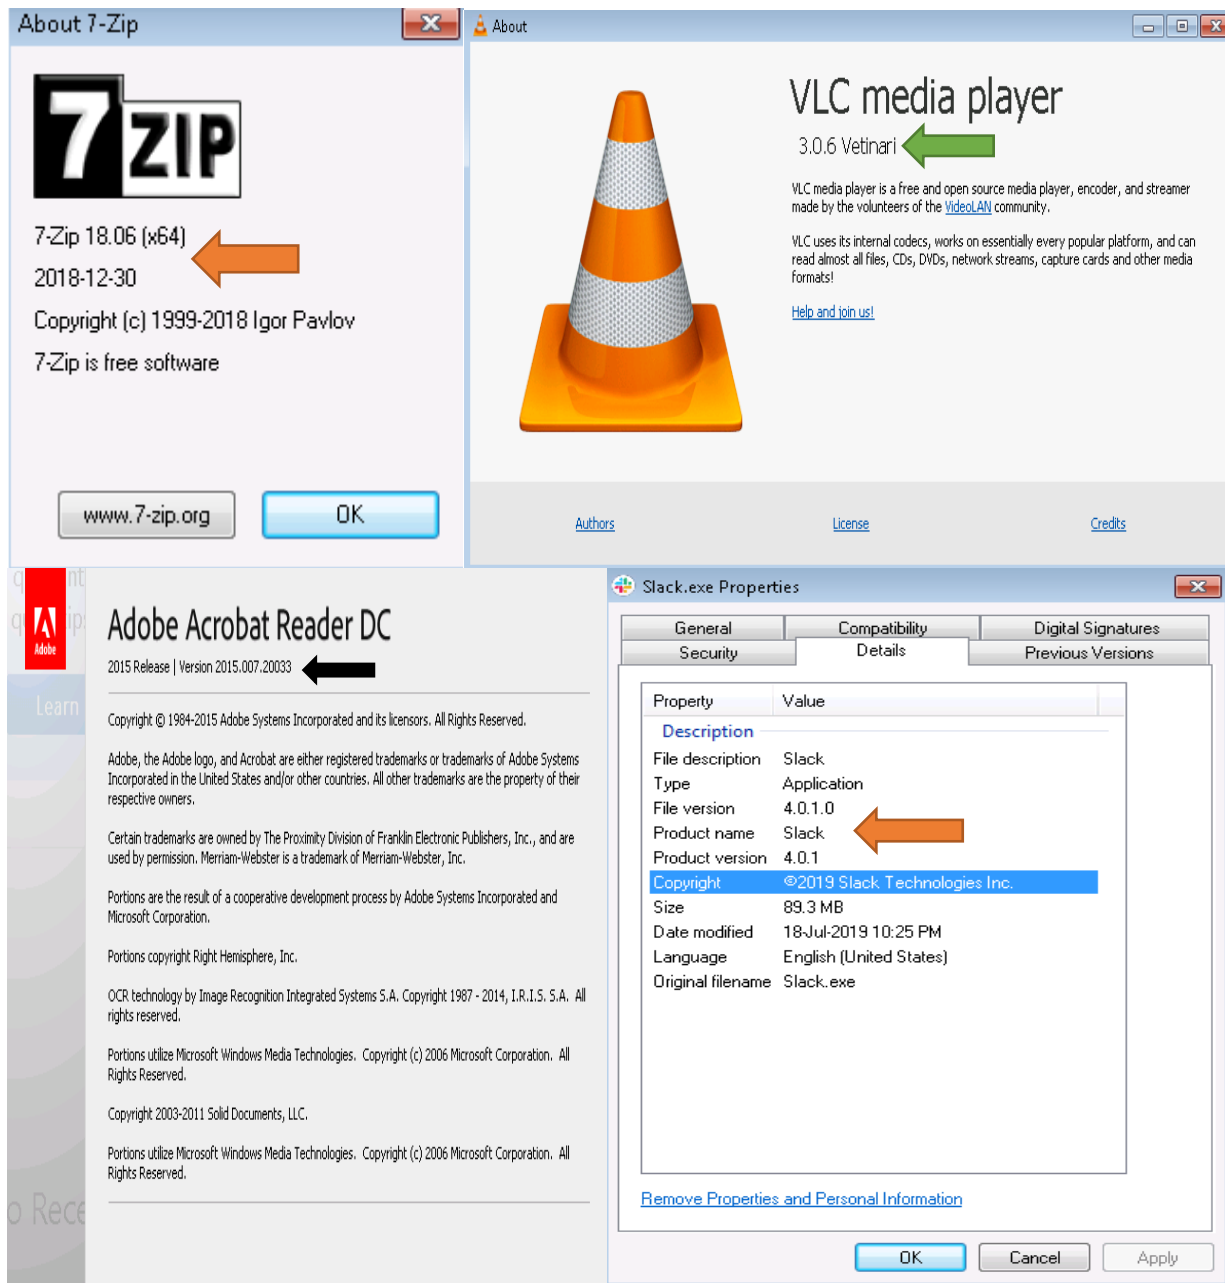 About 7-Zip
7 ZIP
7-Zip 18.06 (x64)
2018-12-30
Copyright (c) 1999-2018 Igor Pavlov
7-Zip is free software
www.7-zip.org
OK
About
VLC media player
3.0.6 Vetinari
VLC media player is a free and open source media player, encoder, and streamer
made by the volunteers of the VideoLAN community.
VLC uses its internal codecs, works on essentially every popular platform, and can
read almost all files, CDs, DVDs, network streams, capture cards and other media
formats!
Help and join us!
Authors
License
Credits
Adobe
Learn
o Rece
Adobe Acrobat Reader DC
2015 Release | Version 2015.007.20033
Copyright © 1984-2015 Adobe Systems Incorporated and its licensors. All Rights Reserved.
Adobe, the Adobe logo, and Acrobat are either registered trademarks or trademarks of Adobe Systems
Incorporated in the United States and/or other countries. All other trademarks are the property of their
respective owners.
Certain trademarks are owned by The Proximity Division of Franklin Electronic Publishers, Inc., and are
used by permission. Merriam-Webster is a trademark of Merriam-Webster, Inc.
Portions are the result of a cooperative development process by Adobe Systems Incorporated and
Microsoft Corporation.
Portions copyright Right Hemisphere, Inc.
OCR technology by Image Recognition Integrated Systems S.A. Copyright 1987 - 2014, I.R.I.S. S.A. All
rights reserved.
Portions utilize Microsoft Windows Media Technologies. Copyright (c) 2006 Microsoft Corporation. All
Rights Reserved.
Copyright 2003-2011 Solid Documents, LLC.
Portions utilize Microsoft Windows Media Technologies. Copyright (c) 2006 Microsoft Corporation. All
Rights Reserved.
Slack.exe Properties
General Compatibility Digital Signatures
Security Details Previous Versions
Property Value
Description
File description Slack
Type Application
File version 4.0.1.0
Product name Slack
Product version 4.0.1
Copyright ©2019 Slack Technologies Inc.
Size 89.3 MB
Date modified 18-Jul-2019 10:25 PM
Language English (United States)
Original filename Slack.exe
Remove Properties and Personal Information
OK Cancel Apply